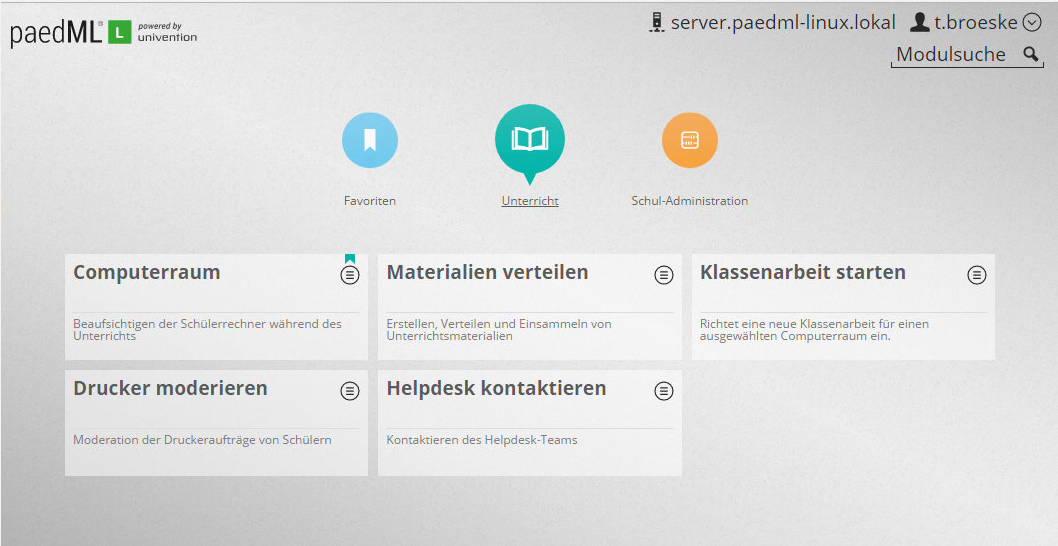 paedML® L powered by univention
server.paedml-linux.lokal t.broeske
Modulsuche
Favoriten Unterricht Schul-Administration
Computerraum
Beaufsichtigen der Schülerrechner während des
Unterrichts
Materialien verteilen
Erstellen, Verteilen und Einsammeln von
Unterrichtsmaterialien
Klassenarbeit starten
Richtet eine neue Klassenarbeit für einen
ausgewählten Computerraum ein.
Drucker moderieren
Moderation der Druckeraufträge von Schülern
Helpdesk kontaktieren
Kontaktieren des Helpdesk-Teams